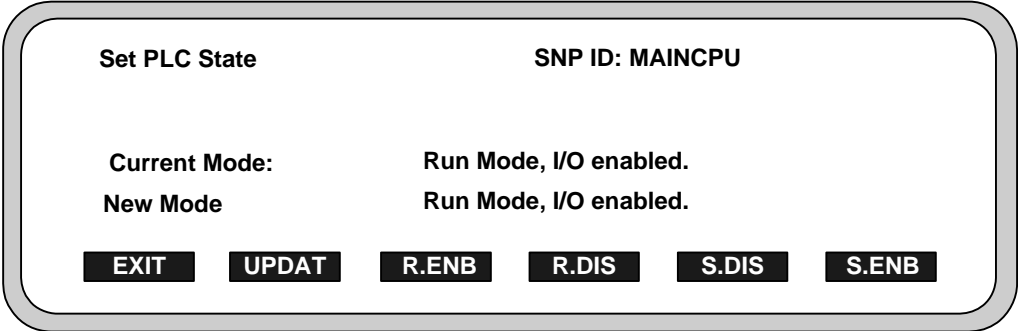 Set PLC State SNP ID: MAINCPU
Current Mode: Run Mode, I/O enabled.
New Mode Run Mode, I/O enabled.
EXIT UPDAT R.ENB R.DIS S.DIS S.ENB